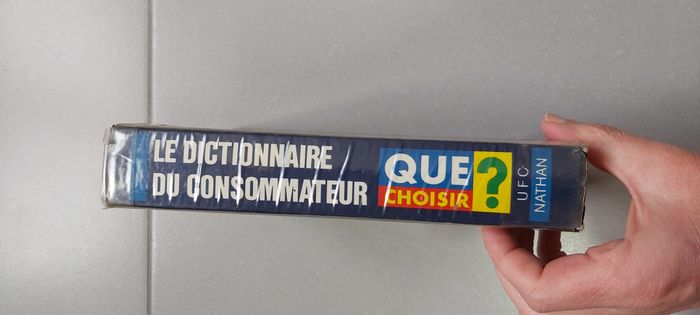 LE DICTIONNAIRE
DU CONSOMMATEUR
QUE
CHOISIR
?
UFC
NATHAN